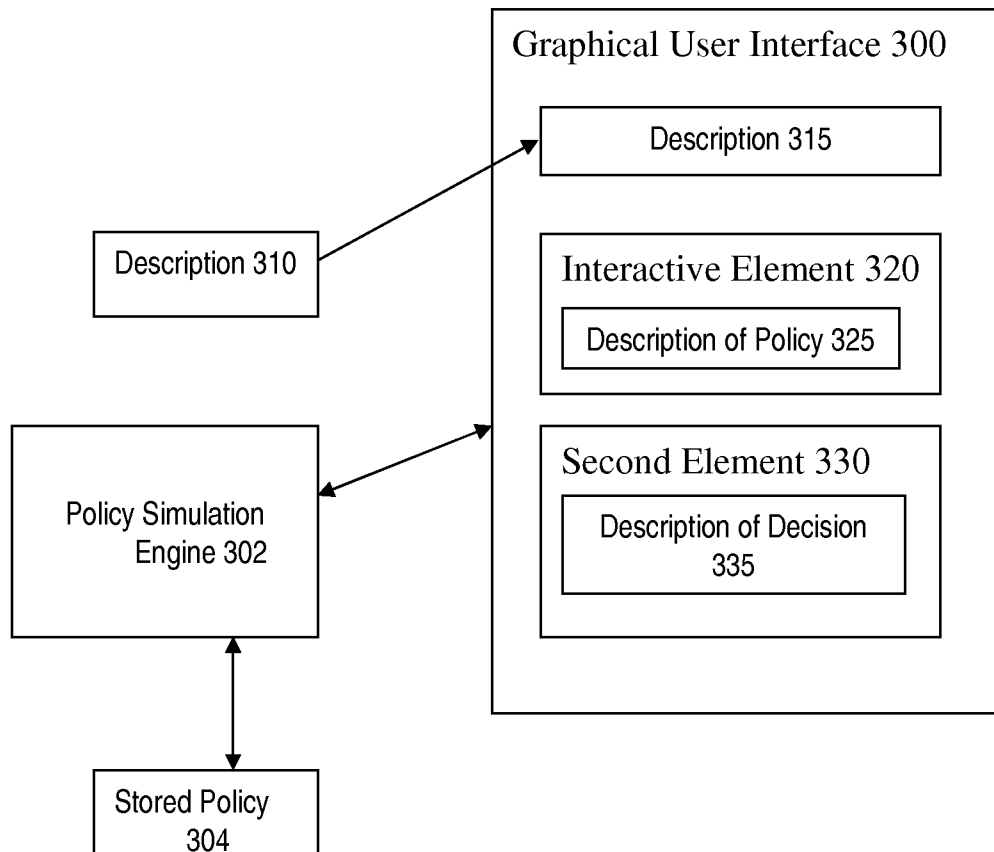 Graphical User Interface 300
Description 315
Description 310
Interactive Element 320
Description of Policy 325
Second Element 330
Description of Decision
335
Policy Simulation
Engine 302
Stored Policy
304